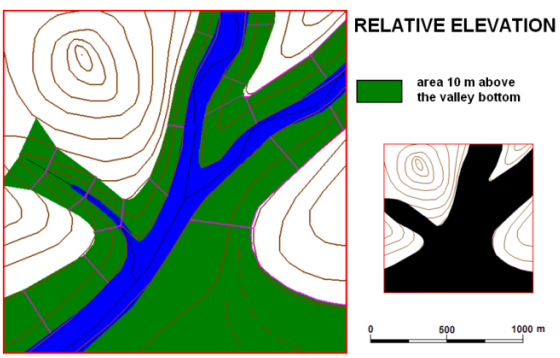 RELATIVE ELEVATION
area 10 m above
the valley bottom
0 500 1000 m